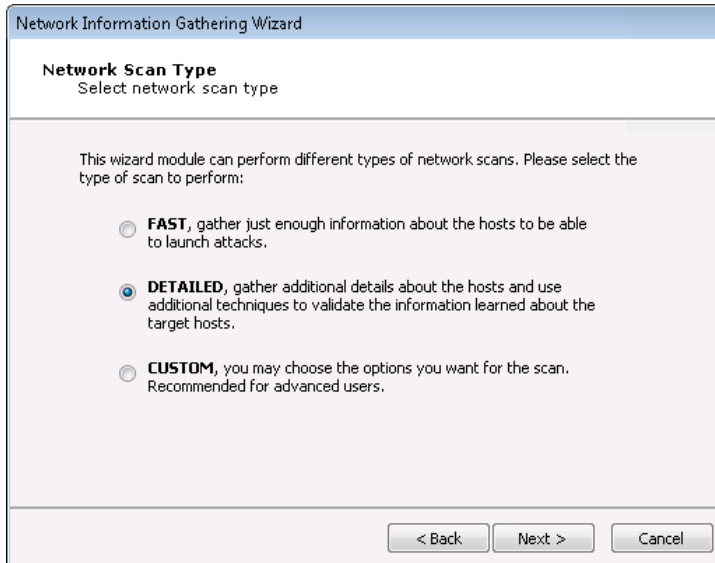 Network Information Gathering Wizard
Network Scan Type
Select network scan type
This wizard module can perform different types of network scans. Please select the
type of scan to perform:
FAST, gather just enough information about the hosts to be able
to launch attacks.
DETAILED, gather additional details about the hosts and use
additional techniques to validate the information learned about the
target hosts.
CUSTOM, you may choose the options you want for the scan.
Recommended for advanced users.
< Back Next > Cancel